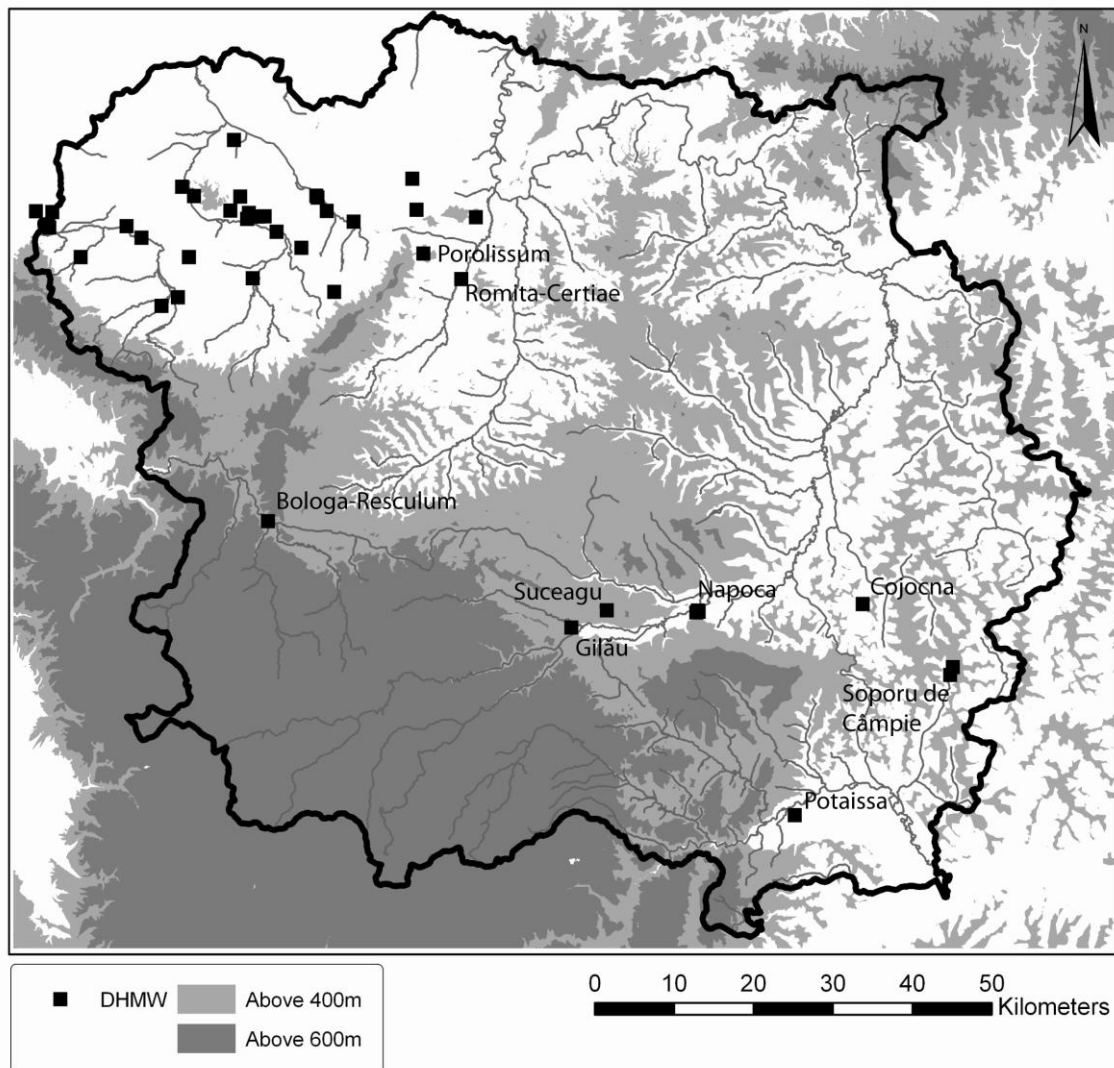 N
Porolissum
Romita-Certiae
Bologa-Resculum
Suceagu
Napoca
Cojocna
Gilău
Soporu de
Câmpie
Potaissa
DHMW
Above 400m
Above 600m
0 10 20 30 40 50
Kilometers